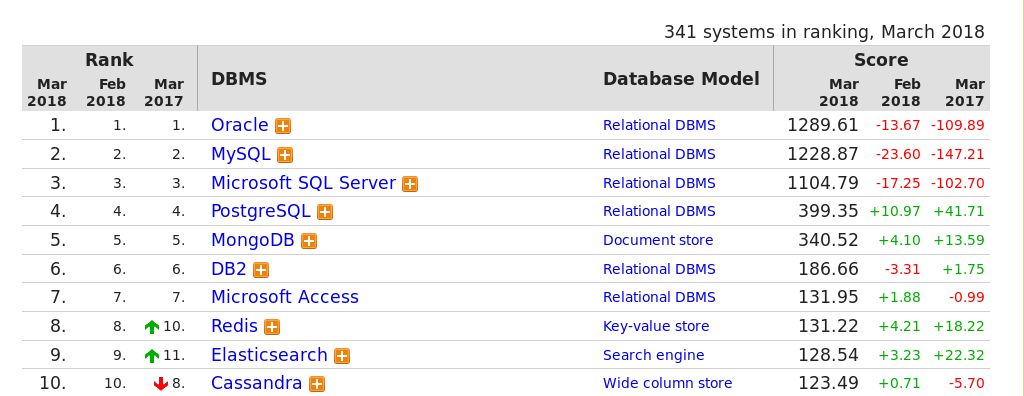 341 systems in ranking, March 2018
Rank DBMS Database Model Score
Mar 2018 Feb 2018 Mar 2017 Mar 2018 Feb 2018 Mar 2017
1. 1. 1. Oracle Relational DBMS 1289.61 -13.67 -109.89
2. 2. 2. MySQL Relational DBMS 1228.87 -23.60 -147.21
3. 3. 3. Microsoft SQL Server Relational DBMS 1104.79 -17.25 -102.70
4. 4. 4. PostgreSQL Relational DBMS 399.35 +10.97 +41.71
5. 5. 5. MongoDB Document store 340.52 +4.10 +13.59
6. 6. 6. DB2 Relational DBMS 186.66 -3.31 +1.75
7. 7. 7. Microsoft Access Relational DBMS 131.95 +1.88 -0.99
8. 8. 10. Redis Key-value store 131.22 +4.21 +18.22
9. 9. 11. Elasticsearch Search engine 128.54 +3.23 +22.32
10. 10. 8. Cassandra Wide column store 123.49 +0.71 -5.70